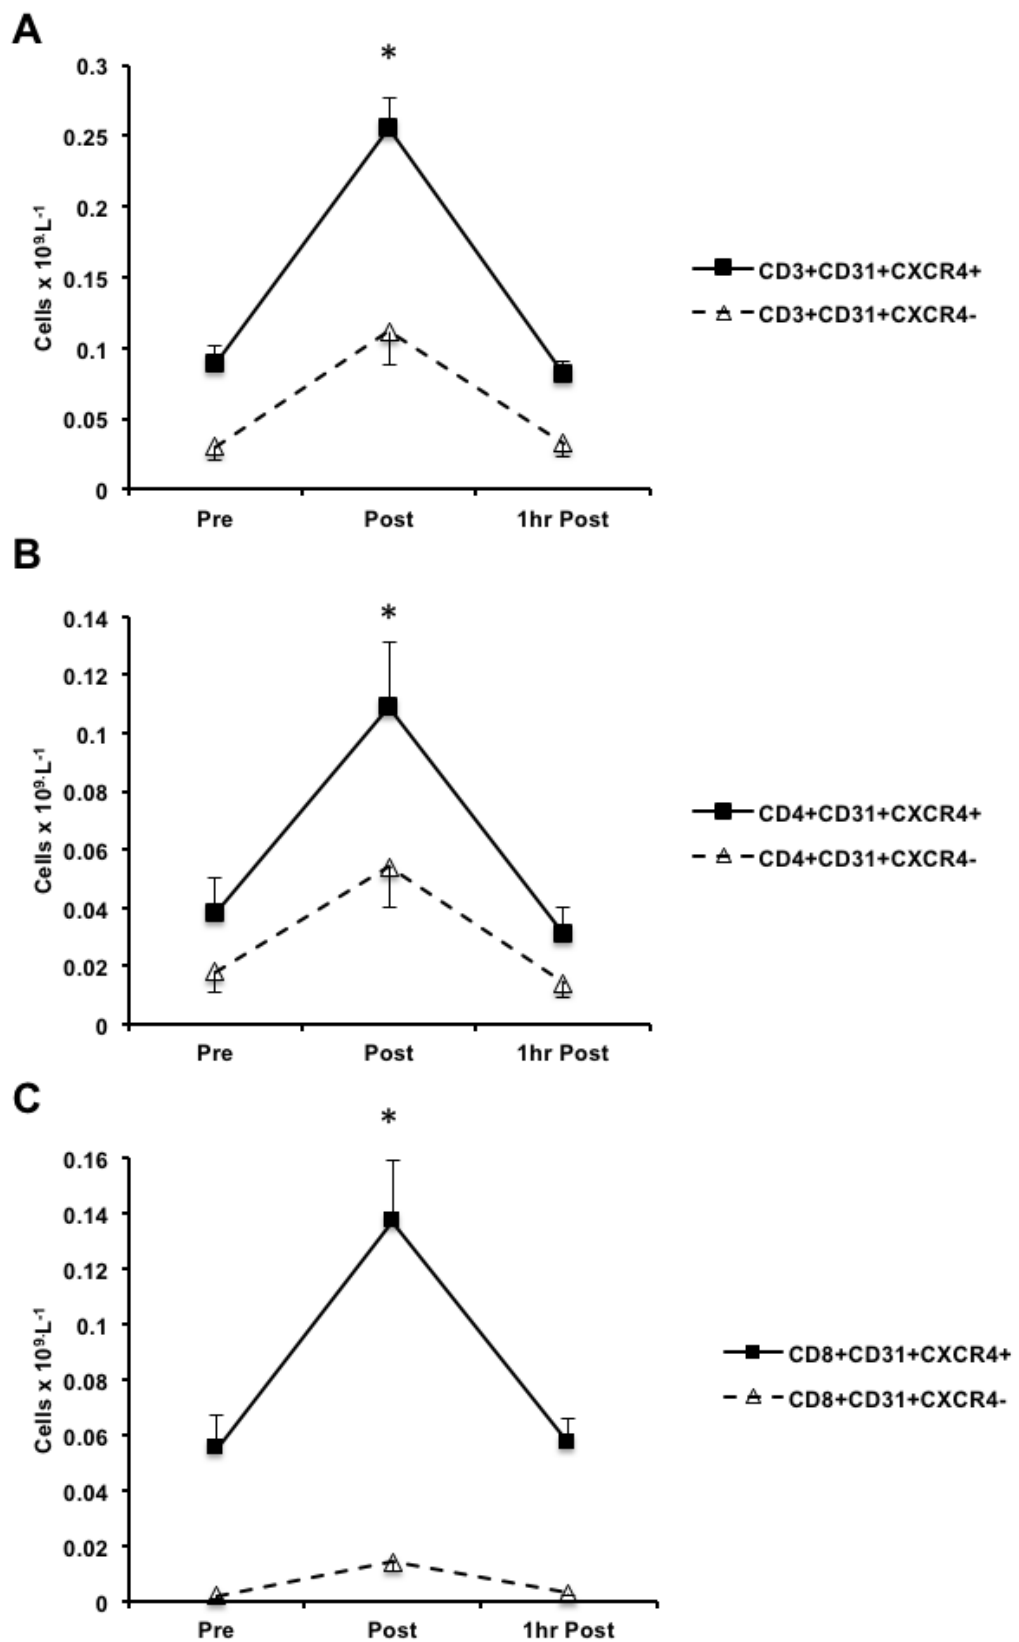 A
*
0.3
0.25
0.2
0.15
0.1
0.05
0
Cells x 10⁹·L⁻¹
Pre Post 1hr Post
CD3+CD31+CXCR4+
CD3+CD31+CXCR4-
B
*
0.14
0.12
0.1
0.08
0.06
0.04
0.02
0
Cells x 10⁹·L⁻¹
Pre Post 1hr Post
CD4+CD31+CXCR4+
CD4+CD31+CXCR4-
C
*
0.16
0.14
0.12
0.1
0.08
0.06
0.04
0.02
0
Cells x 10⁹·L⁻¹
Pre Post 1hr Post
CD8+CD31+CXCR4+
CD8+CD31+CXCR4-